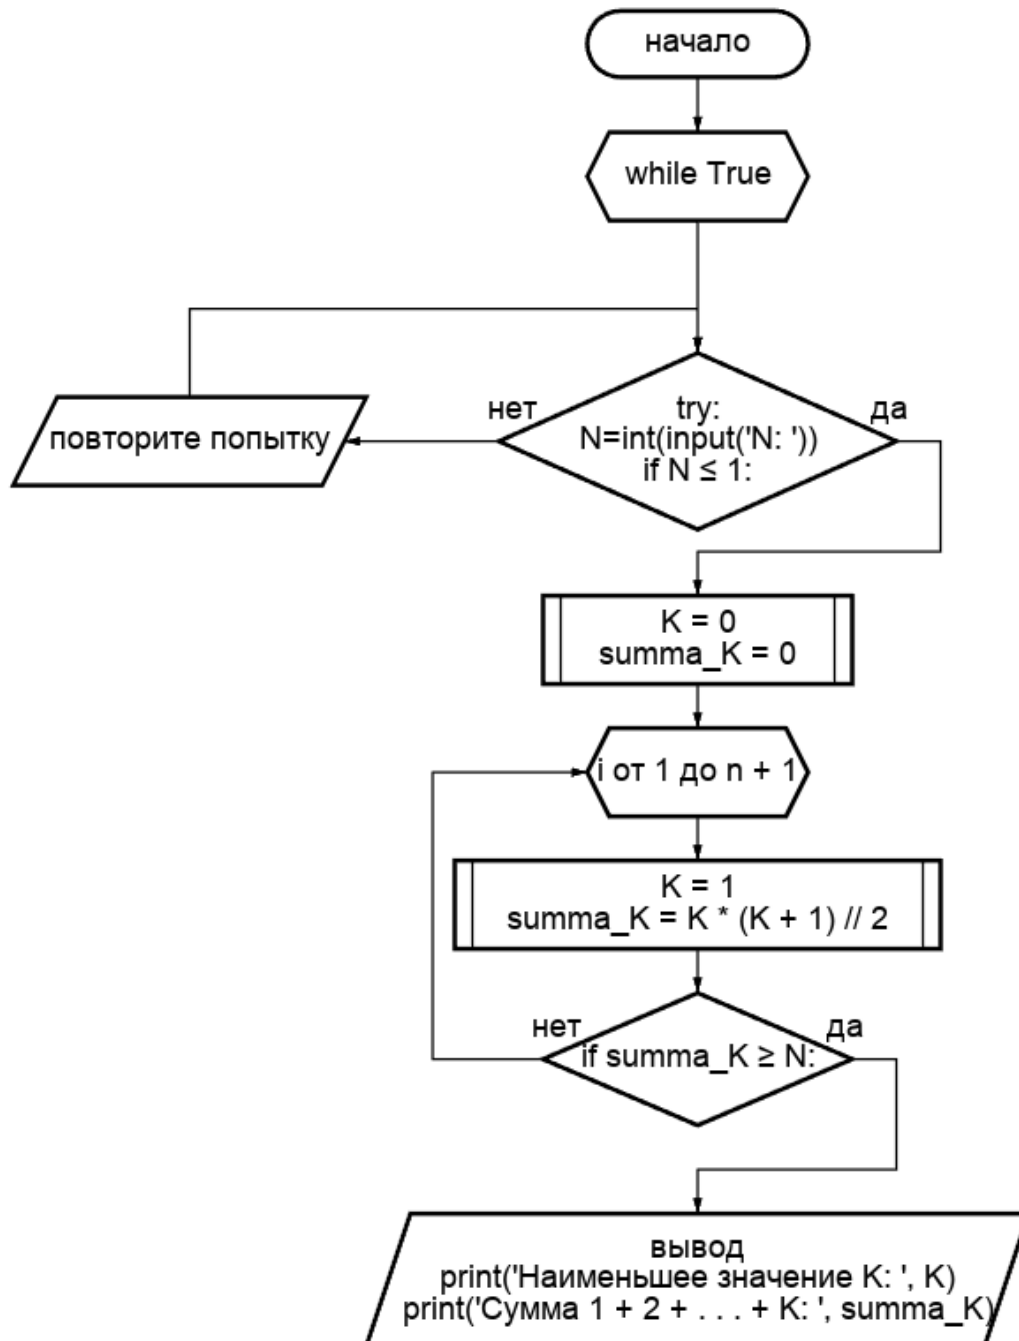 начало
while True
нет
да
try:
N=int(input('N: '))
if N ≤ 1:
повторите попытку
K = 0
summa_K = 0
i от 1 до n + 1
K = 1
summa_K = K * (K + 1) // 2
нет
да
if summa_K ≥ N:
вывод
print('Наименьшее значение K: ', K)
print('Сумма 1 + 2 + . . . + K: ', summa_K)